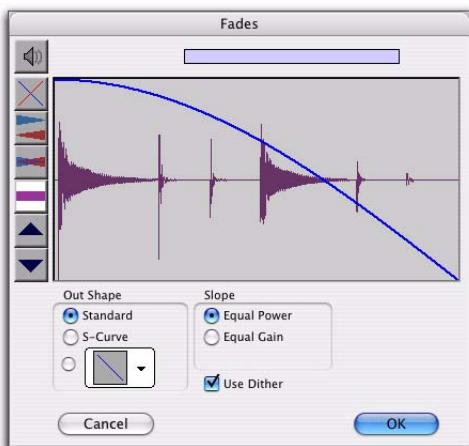 Fades
Out Shape
Standard
S-Curve
Slope
Equal Power
Equal Gain
Use Dither
Cancel
OK